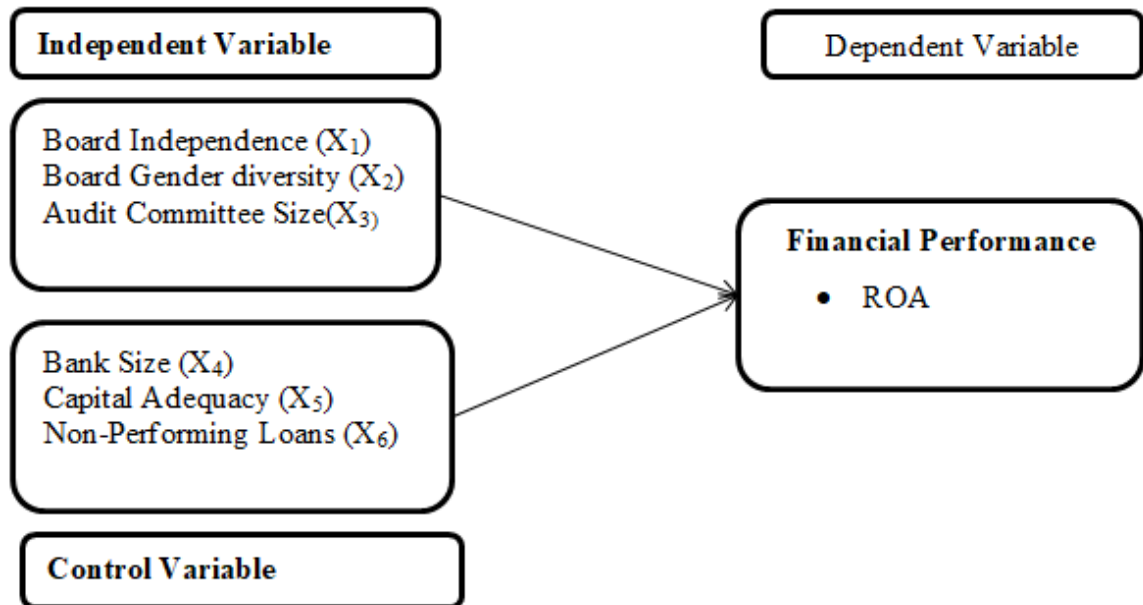 Independent Variable
Dependent Variable
Board Independence (X₁)
Board Gender diversity (X₂)
Audit Committee Size(X₃₎
Financial Performance
• ROA
Bank Size (X₄)
Capital Adequacy (X₅)
Non-Performing Loans (X₆)
Control Variable